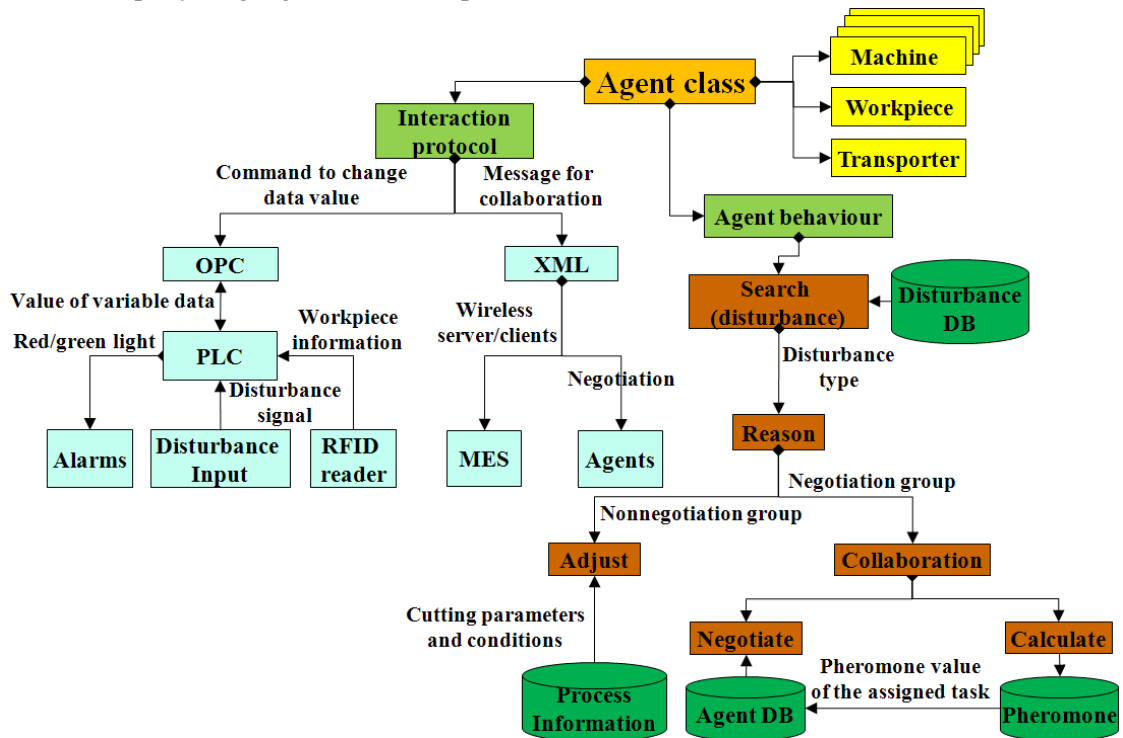 Machine
Agent class
Workpiece
Interaction
protocol
Transporter
Command to change
data value
Message for
collaboration
Agent behaviour
OPC
XML
Search
(disturbance)
Disturbance
DB
Value of variable data
Wireless
server/clients
Workpiece
information
Red/green light
PLC
Disturbance
type
Negotiation
Disturbance
signal
Reason
Alarms
Disturbance
Input
RFID
reader
MES
Agents
Negotiation group
Nonnegotiation group
Adjust
Collaboration
Cutting parameters
and conditions
Negotiate
Calculate
Pheromone value
of the assigned task
Process
Information
Agent DB
Pheromone